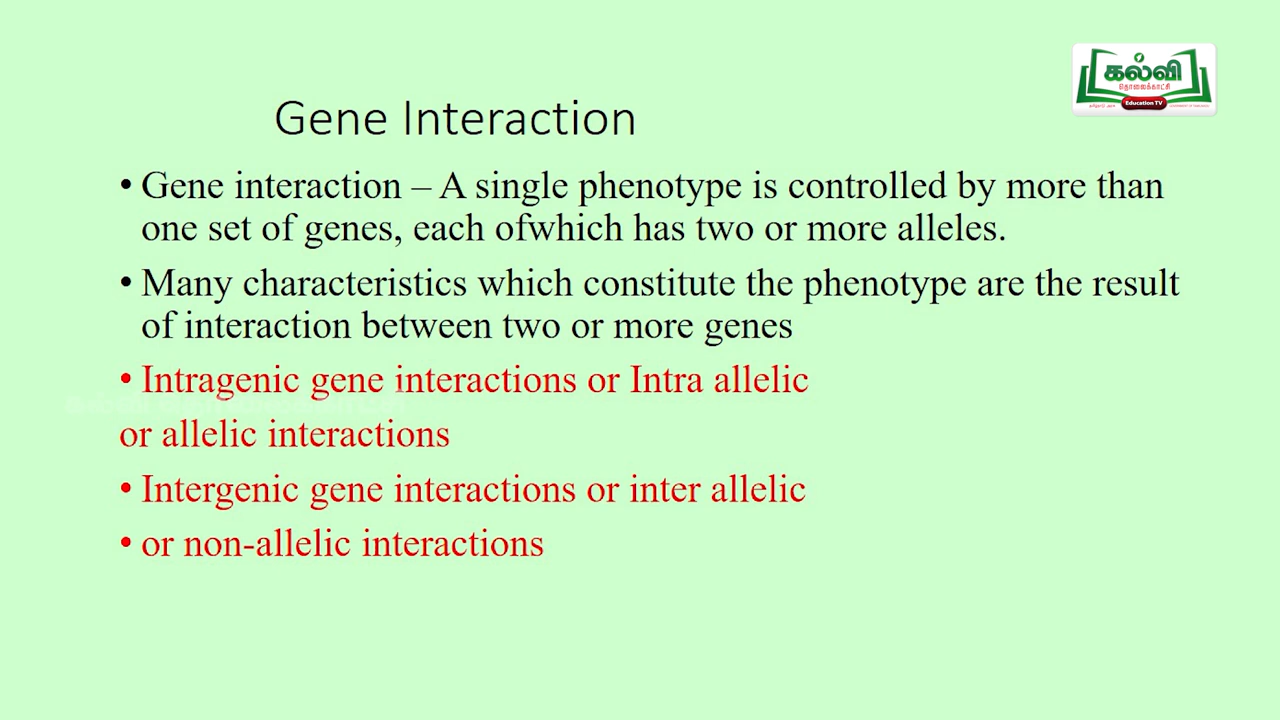 கல்வி
தொலைக்காட்சி
Education TV
Gene Interaction
• Gene interaction – A single phenotype is controlled by more than
one set of genes, each ofwhich has two or more alleles.
• Many characteristics which constitute the phenotype are the result
of interaction between two or more genes
• Intragenic gene interactions or Intra allelic
or allelic interactions
• Intergenic gene interactions or inter allelic
• or non-allelic interactions